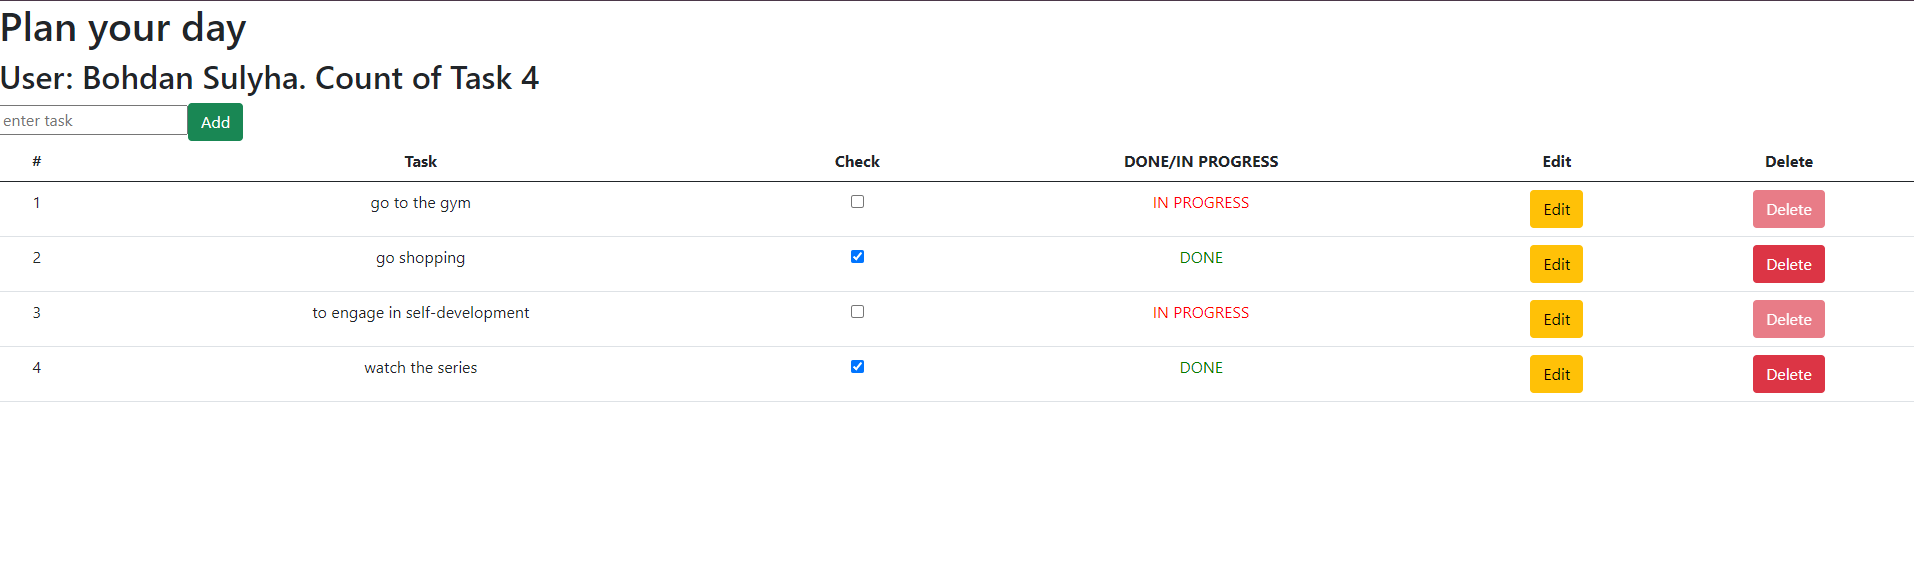 Plan your day
User: Bohdan Sulyha. Count of Task 4
enter task Add
# Task Check DONE/IN PROGRESS Edit Delete
1 go to the gym IN PROGRESS Edit Delete
2 go shopping DONE Edit Delete
3 to engage in self-development IN PROGRESS Edit Delete
4 watch the series DONE Edit Delete